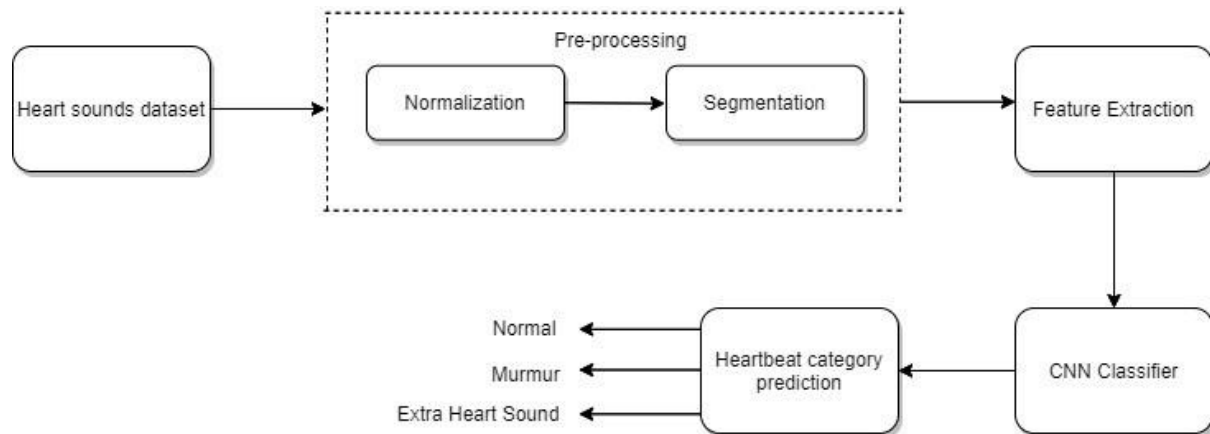 Pre-processing
Heart sounds dataset
Normalization
Segmentation
Feature Extraction
CNN Classifier
Heartbeat category
prediction
Normal
Murmur
Extra Heart Sound